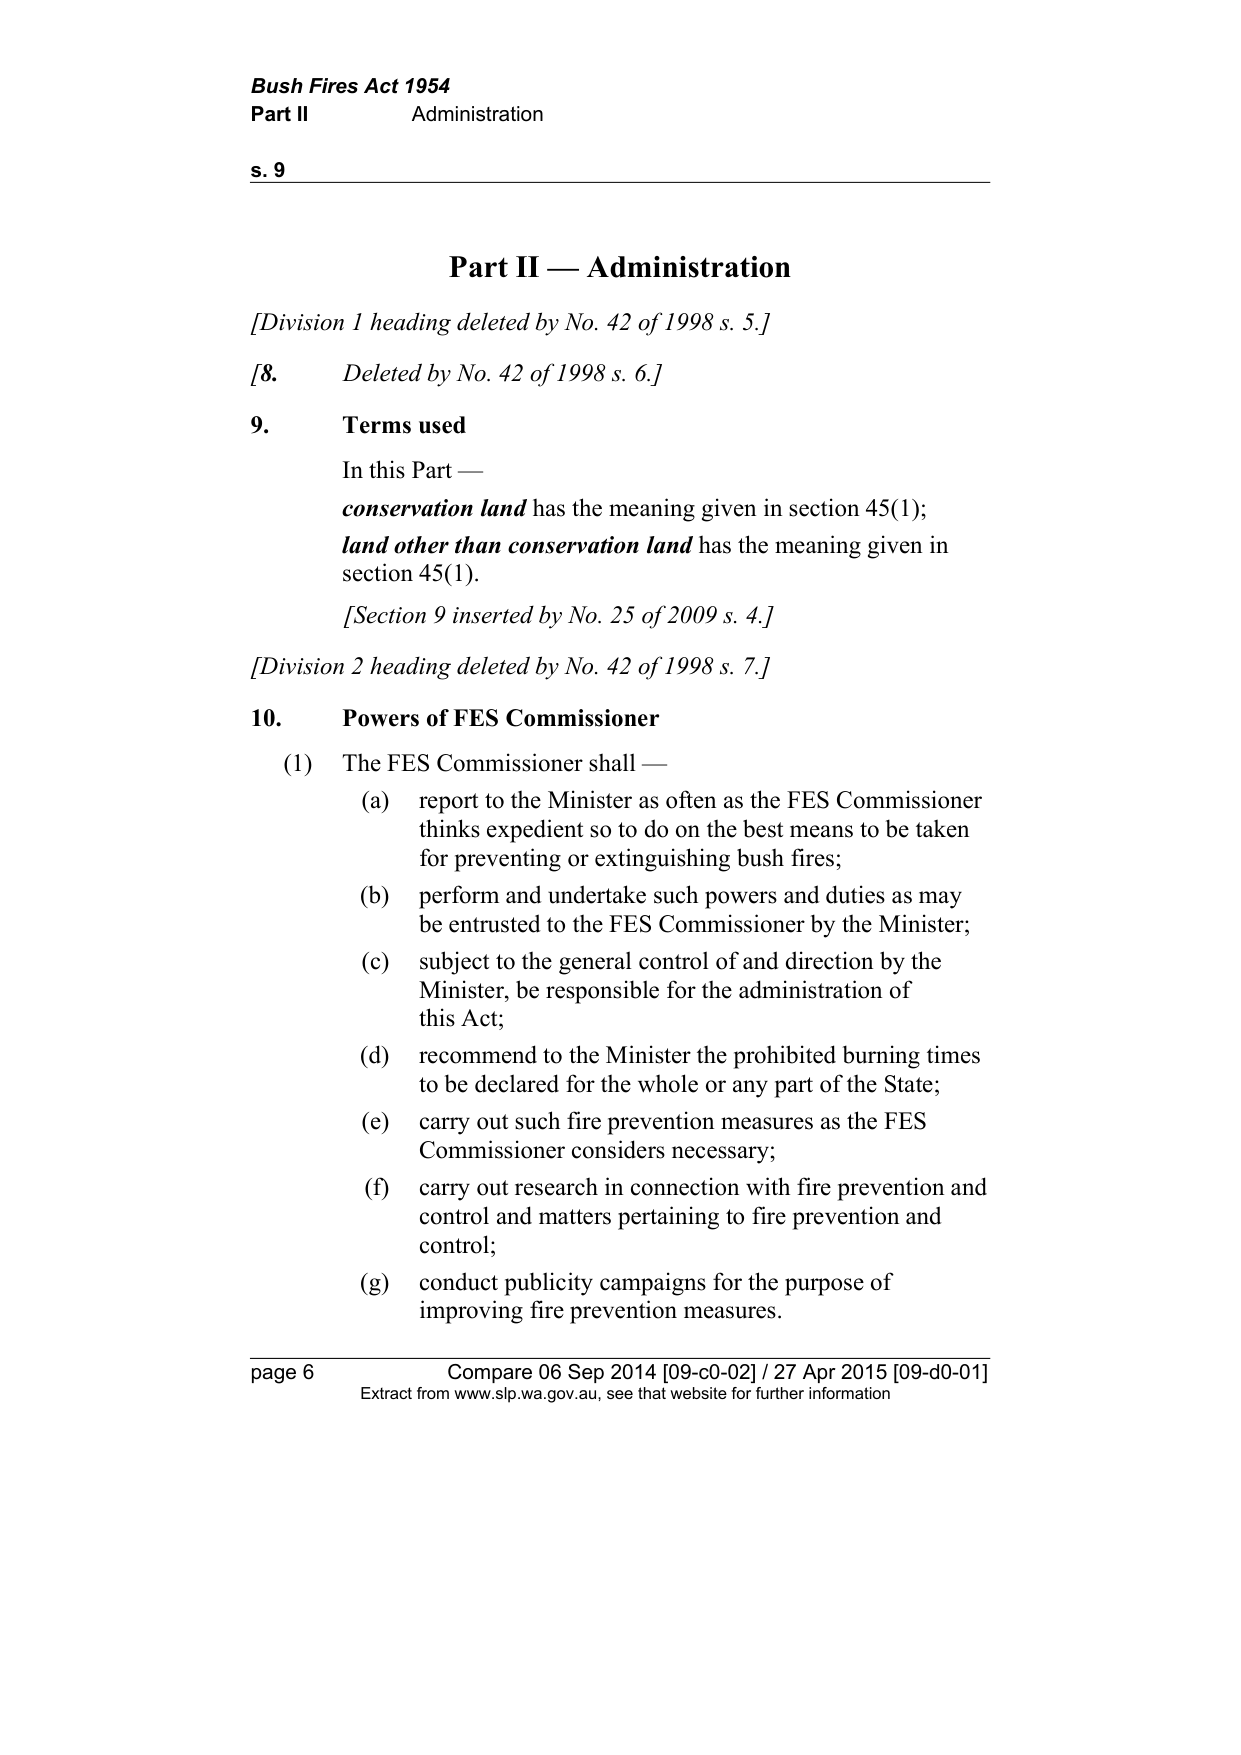 Bush Fires Act 1954
Part II Administration
s. 9
Part II — Administration
[Division 1 heading deleted by No. 42 of 1998 s. 5.]
[8. Deleted by No. 42 of 1998 s. 6.]
9. Terms used
In this Part —
conservation land has the meaning given in section 45(1);
land other than conservation land has the meaning given in
section 45(1).
[Section 9 inserted by No. 25 of 2009 s. 4.]
[Division 2 heading deleted by No. 42 of 1998 s. 7.]
10. Powers of FES Commissioner
(1) The FES Commissioner shall —
(a) report to the Minister as often as the FES Commissioner
thinks expedient so to do on the best means to be taken
for preventing or extinguishing bush fires;
(b) perform and undertake such powers and duties as may
be entrusted to the FES Commissioner by the Minister;
(c) subject to the general control of and direction by the
Minister, be responsible for the administration of
this Act;
(d) recommend to the Minister the prohibited burning times
to be declared for the whole or any part of the State;
(e) carry out such fire prevention measures as the FES
Commissioner considers necessary;
(f) carry out research in connection with fire prevention and
control and matters pertaining to fire prevention and
control;
(g) conduct publicity campaigns for the purpose of
improving fire prevention measures.
page 6 Compare 06 Sep 2014 [09-c0-02] / 27 Apr 2015 [09-d0-01]
Extract from www.slp.wa.gov.au, see that website for further information